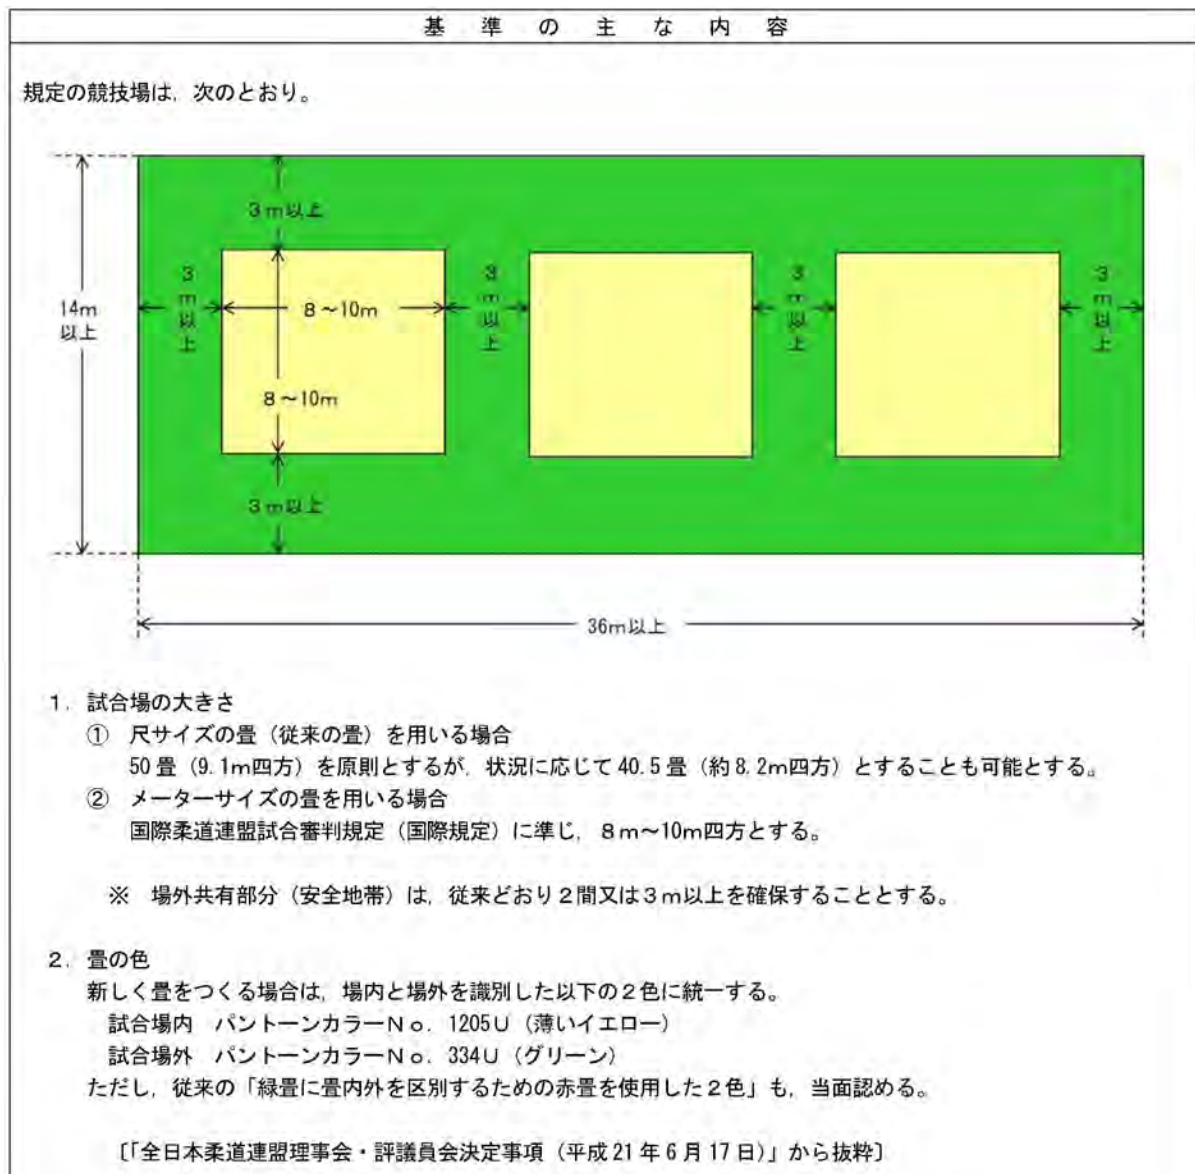 基準の主な内容
規定の競技場は，次のとおり。
3m以上
14m
以上
3m以上
8～10m
3m以上
3m以上
3m以上
8～10m
3m以上
36m以上
1．試合場の大きさ
① 尺サイズの畳（従来の畳）を用いる場合
50畳（9.1m四方）を原則とするが，状況に応じて40.5畳（約8.2m四方）とすることも可能とする。
② メーターサイズの畳を用いる場合
国際柔道連盟試合審判規定（国際規定）に準じ，8m～10m四方とする。
※ 場外共有部分（安全地帯）は，従来どおり2間又は3m以上を確保することとする。
2．畳の色
新しく畳をつくる場合は，場内と場外を識別した以下の2色に統一する。
試合場内 パントーンカラーNo．1205U（薄いイエロー）
試合場外 パントーンカラーNo．334U（グリーン）
ただし，従来の「緑畳に畳内外を区別するための赤畳を使用した2色」も，当面認める。
〔「全日本柔道連盟理事会・評議員会決定事項（平成21年6月17日）」から抜粋〕